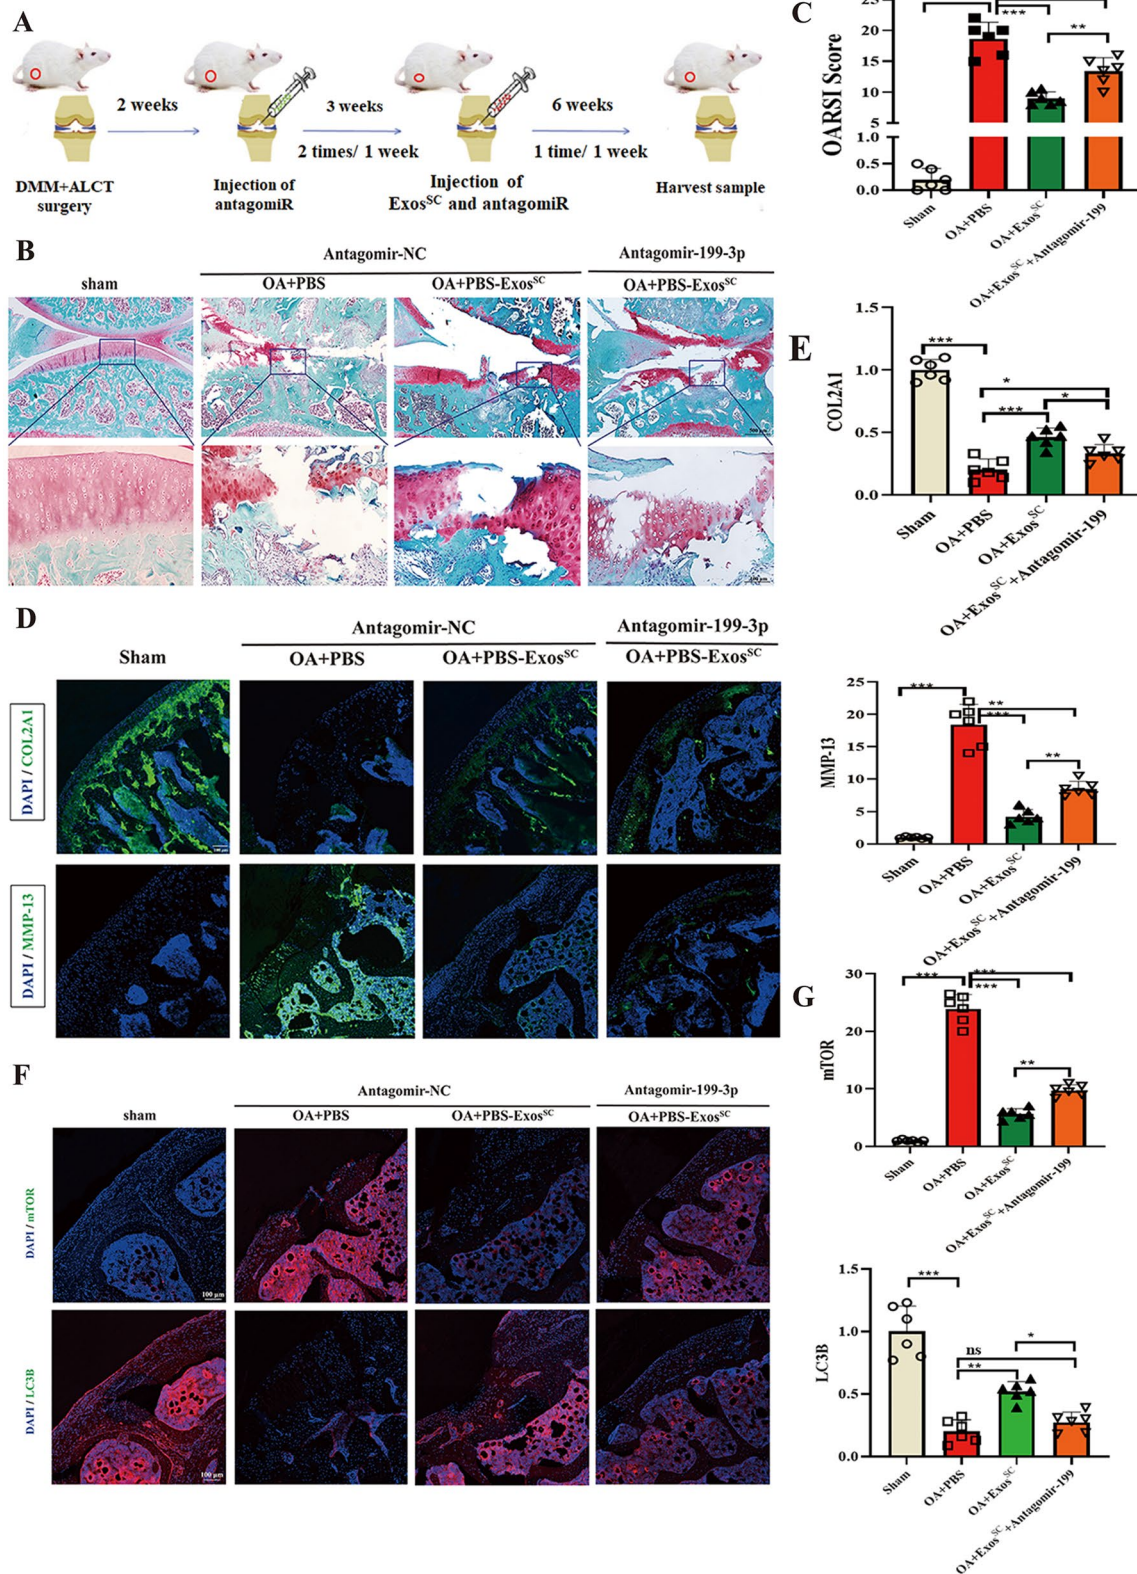 A
2 weeks
3 weeks
2 times/ 1 week
6 weeks
1 time/ 1 week
DMM+ALCT
surgery
Injection of
antagomiR
Injection of
Exos^SC and antagomiR
Harvest sample
B
Antagomir-NC
Antagomir-199-3p
sham
OA+PBS
OA+PBS-Exos^SC
OA+PBS-Exos^SC
C
OARSI Score
25
20
15
10
5
1.0
0.5
0.0
***
**
Sham
OA+PBS
OA+Exos^SC
OA+Exos^SC+Antagomir-199
E
COL2A1
1.5
1.0
0.5
0.0
***
*
***
*
Sham
OA+PBS
OA+Exos^SC
OA+Exos^SC+Antagomir-199
D
Antagomir-NC
Antagomir-199-3p
Sham
OA+PBS
OA+PBS-Exos^SC
OA+PBS-Exos^SC
DAPI / COL2A1
DAPI / MMP-13
MMP-13
25
20
15
10
5
0
***
**
***
**
Sham
OA+PBS
OA+Exos^SC
OA+Exos^SC+Antagomir-199
F
Antagomir-NC
Antagomir-199-3p
sham
OA+PBS
OA+PBS-Exos^SC
OA+PBS-Exos^SC
DAPI / mTOR
100 μm
DAPI / LC3B
100 μm
G
mTOR
30
20
10
0
***
***
***
**
Sham
OA+PBS
OA+Exos^SC
OA+Exos^SC+Antagomir-199
LC3B
1.5
1.0
0.5
0.0
***
*
ns
**
Sham
OA+PBS
OA+Exos^SC
OA+Exos^SC+Antagomir-199